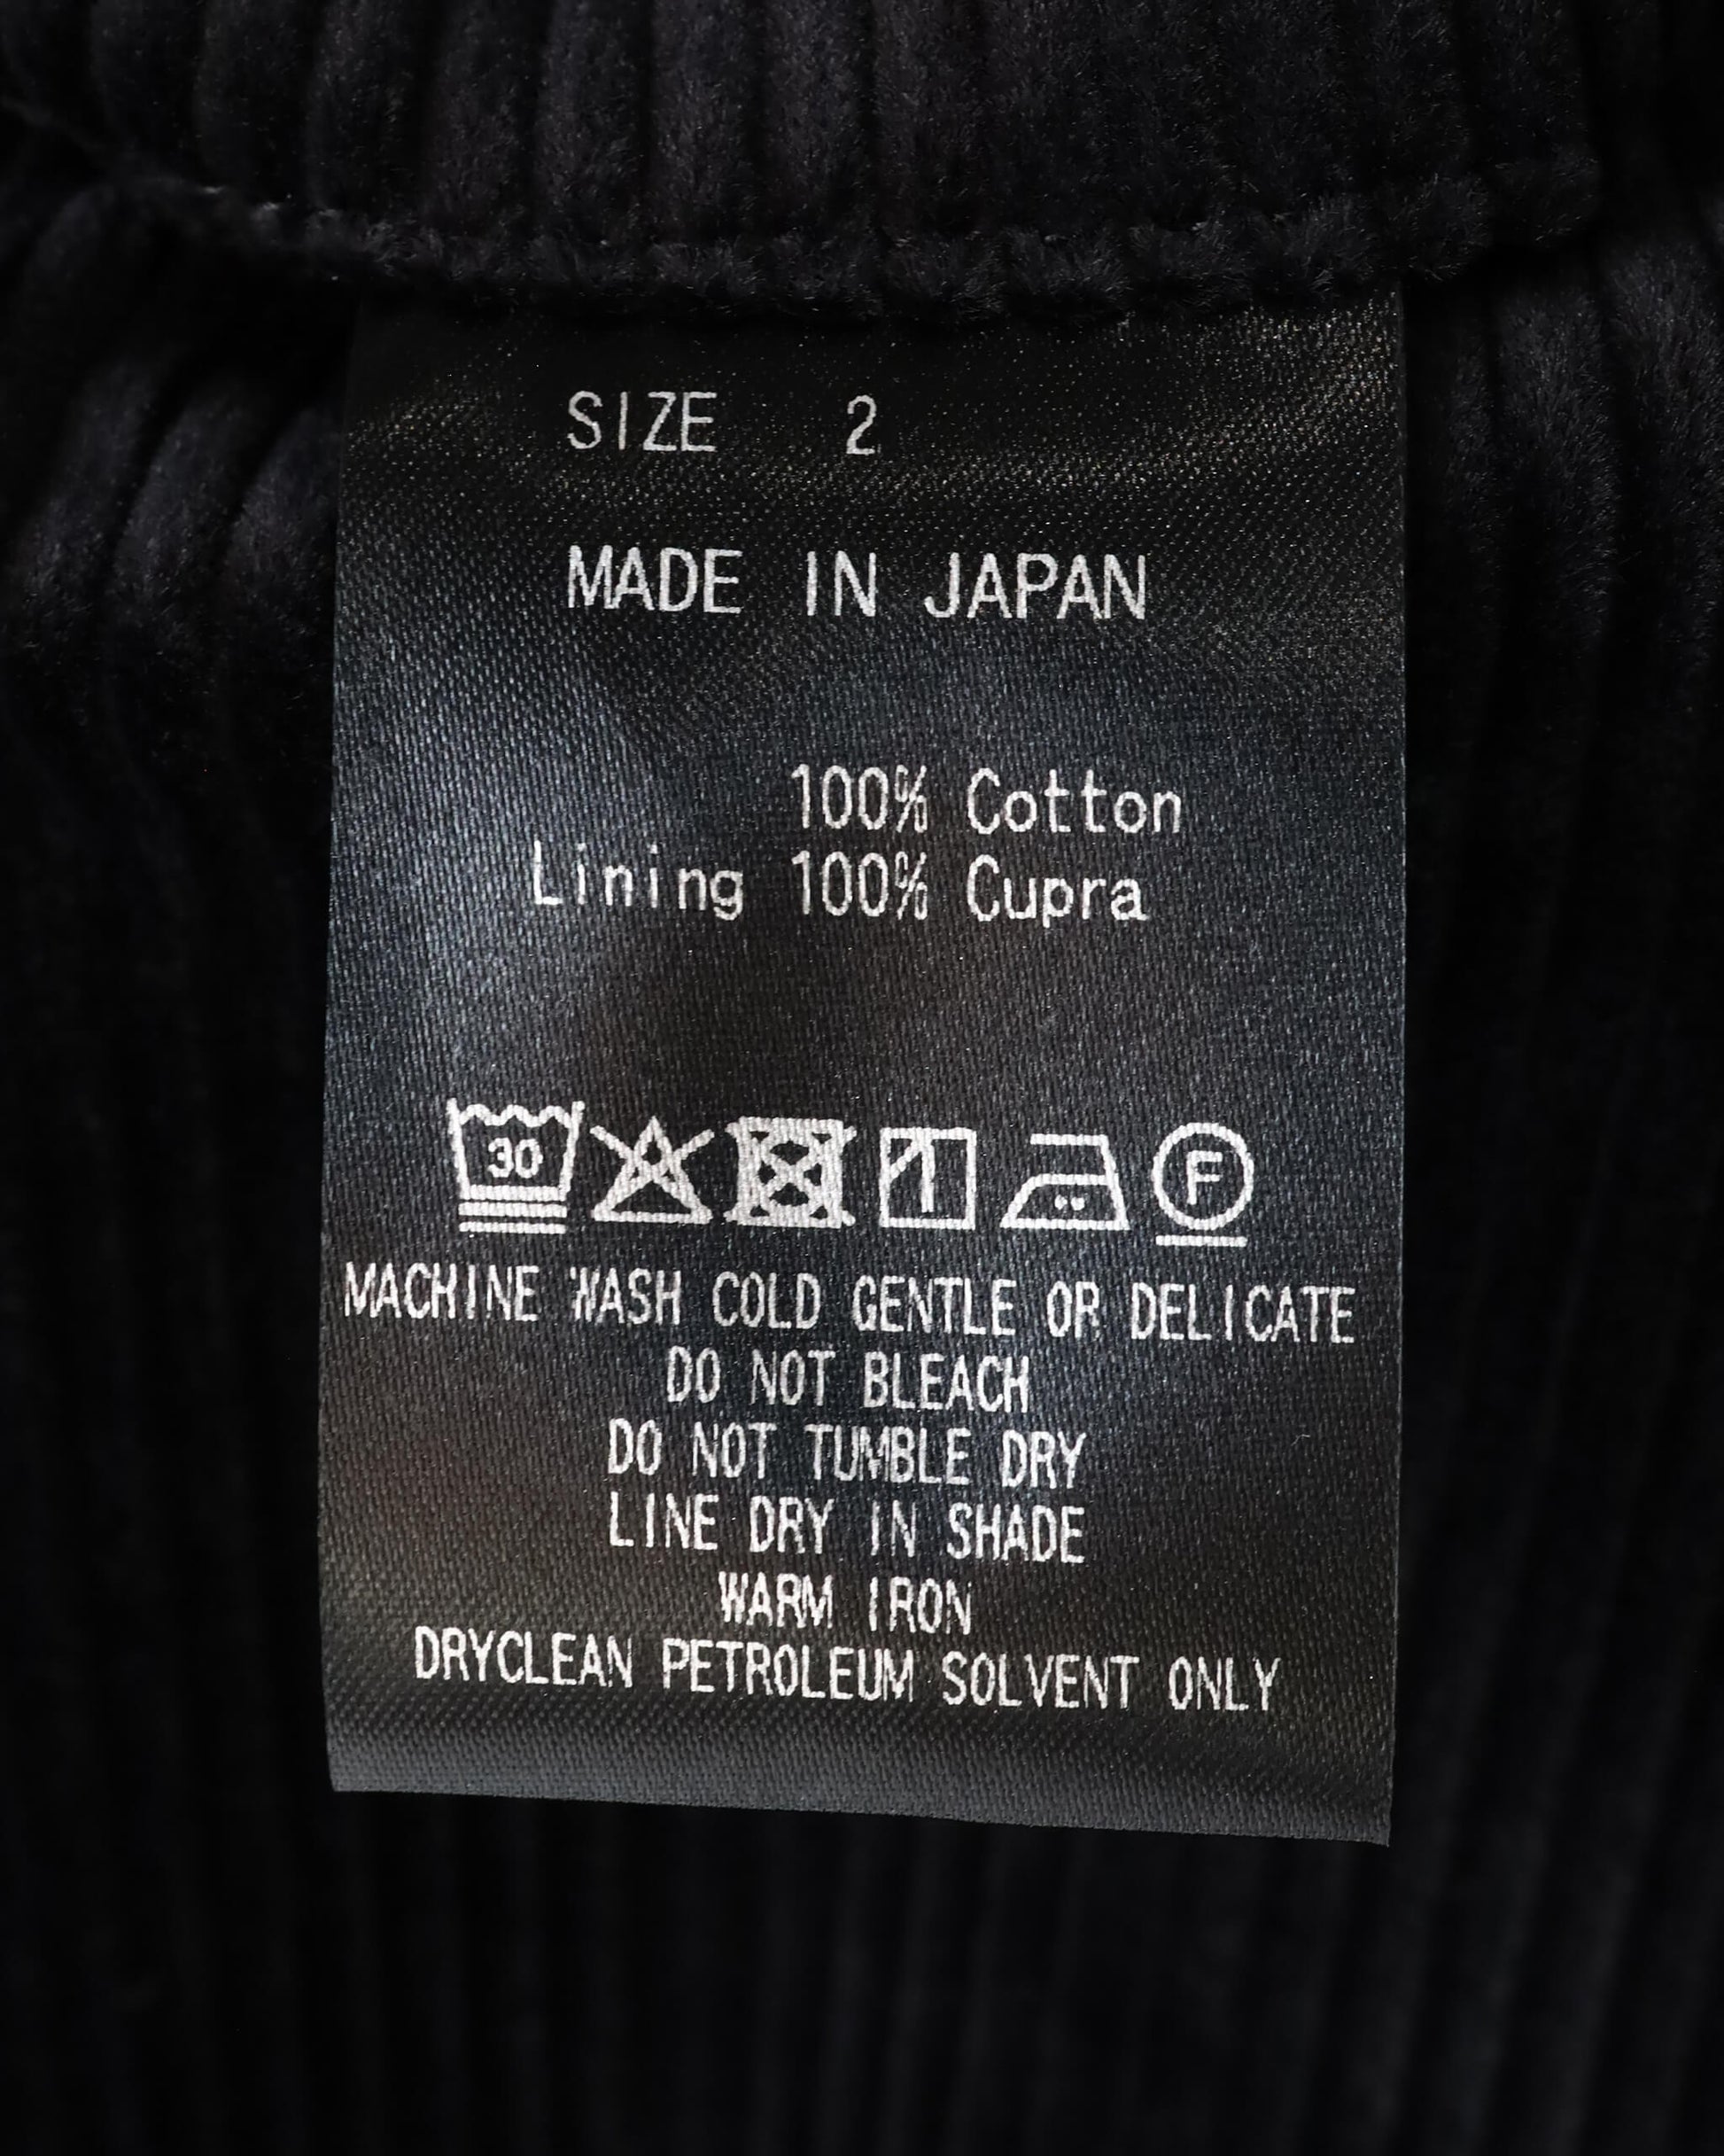 SIZE 2
MADE IN JAPAN
100% Cotton
Lining 100% Cupra
30 F
MACHINE WASH COLD GENTLE OR DELICATE
DO NOT BLEACH
DO NOT TUMBLE DRY
LINE DRY IN SHADE
WARM IRON
DRYCLEAN PETROLEUM SOLVENT ONLY